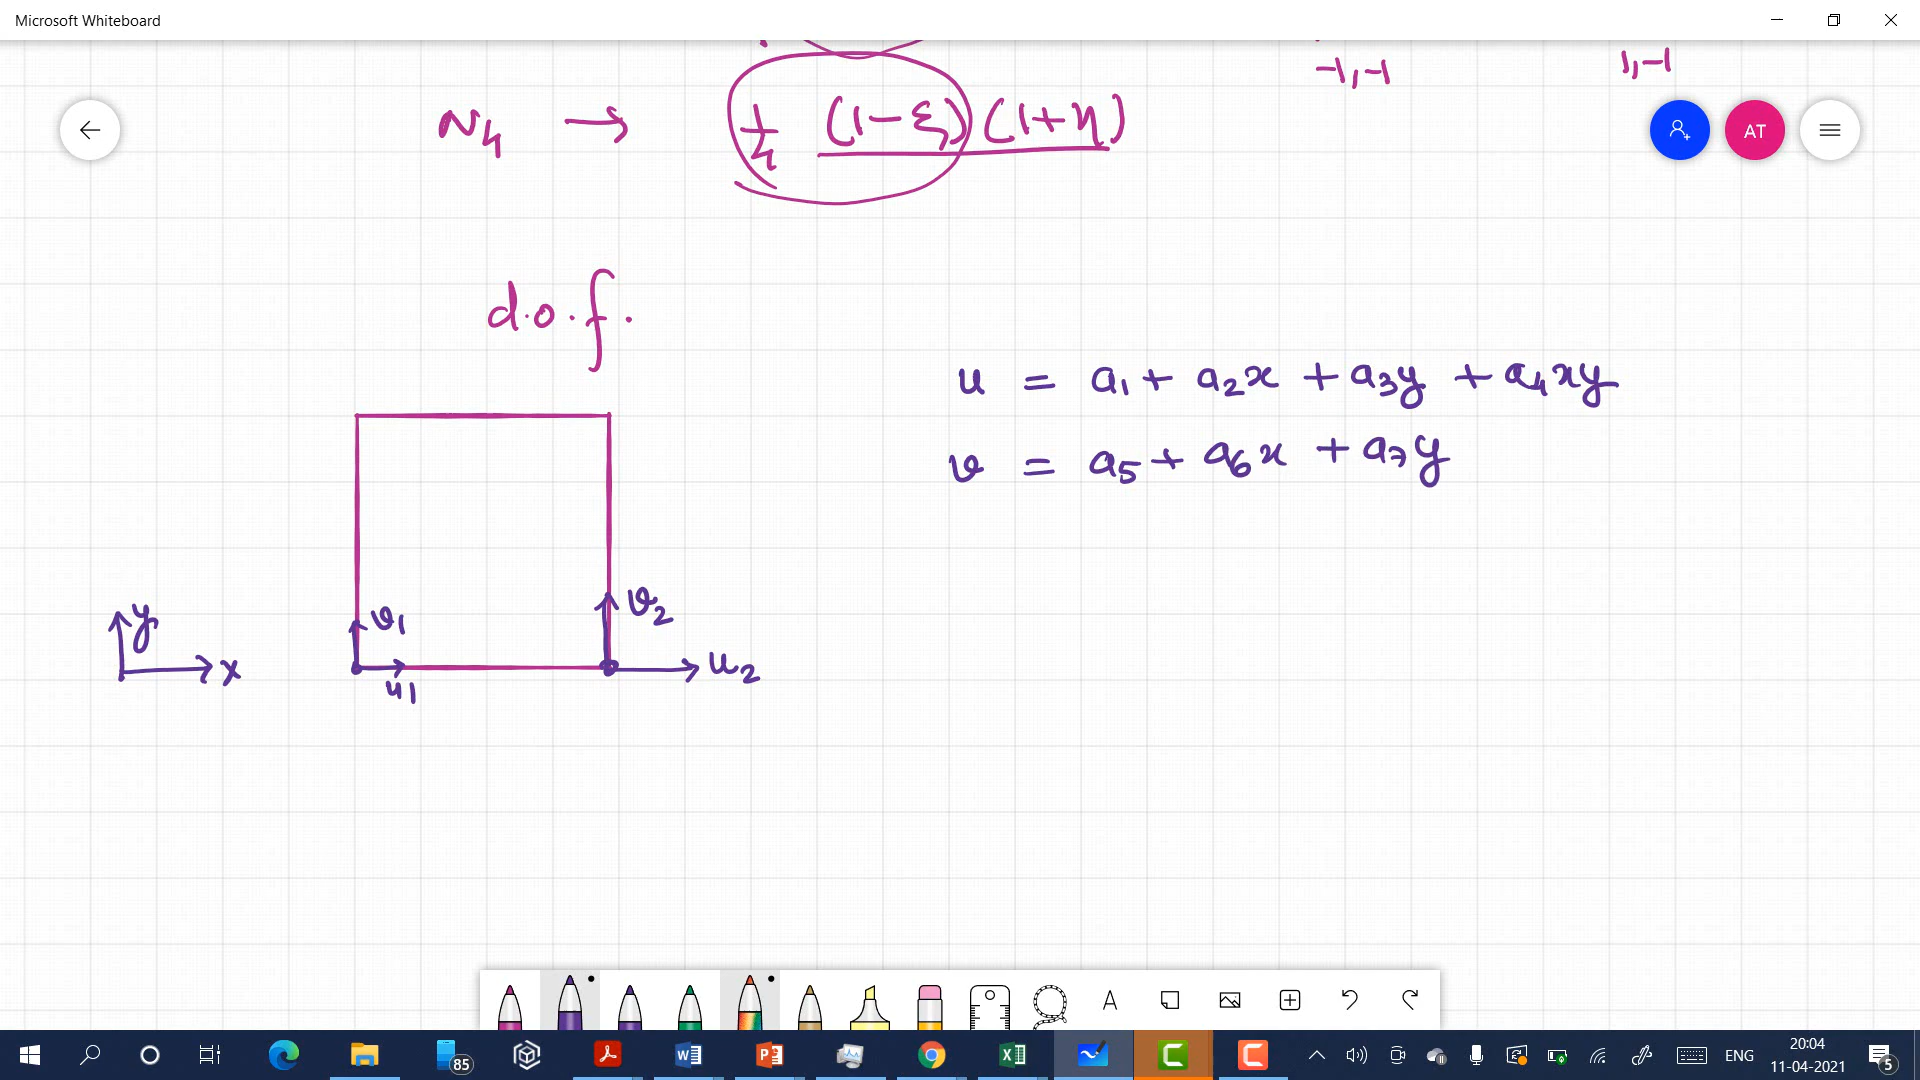 Microsoft Whiteboard
-1,-1
1,-1
N4 → 1/4 (1-ξ)(1+η)
AT
d.o.f.
u = a1 + a2x + a3y + a4xy
v = a5 + a6x + a7y
y
x
v1
u1
v2
u2
85
ENG
20:04
11-04-2021
5